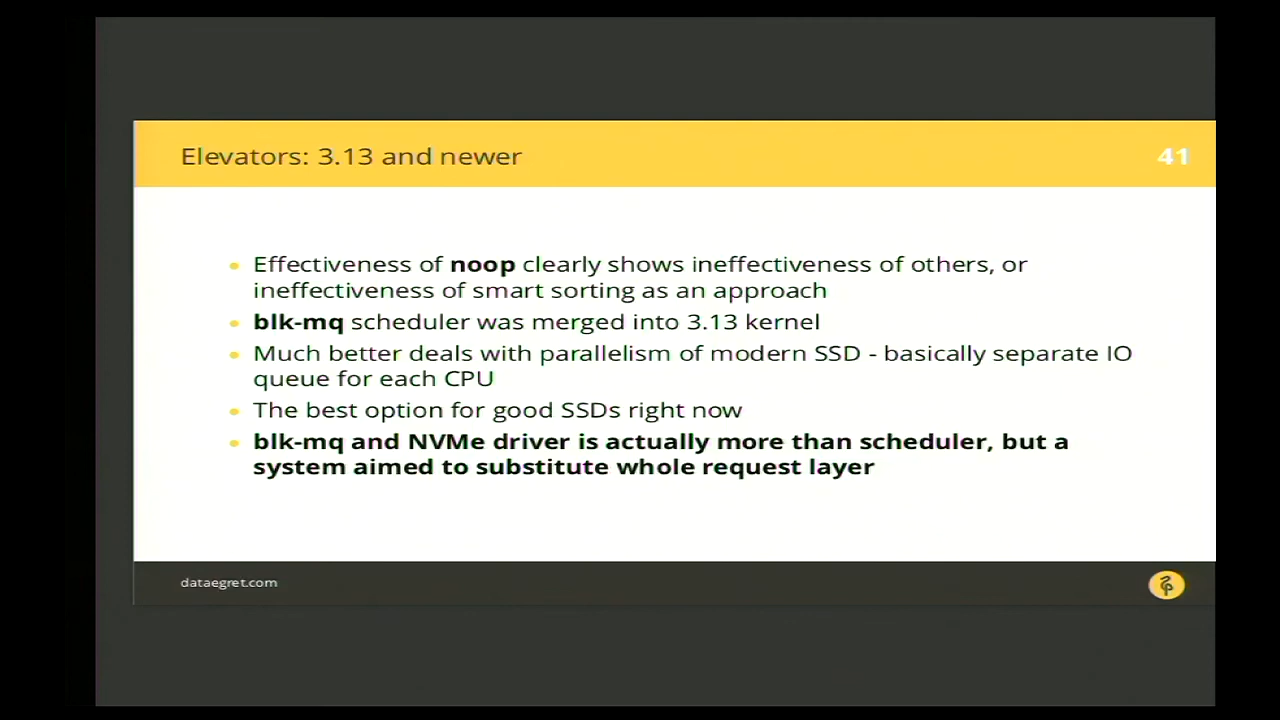 Elevators: 3.13 and newer
41
Effectiveness of noop clearly shows ineffectiveness of others, or
ineffectiveness of smart sorting as an approach
blk-mq scheduler was merged into 3.13 kernel
Much better deals with parallelism of modern SSD - basically separate IO
queue for each CPU
The best option for good SSDs right now
blk-mq and NVMe driver is actually more than scheduler, but a
system aimed to substitute whole request layer
dataegret.com